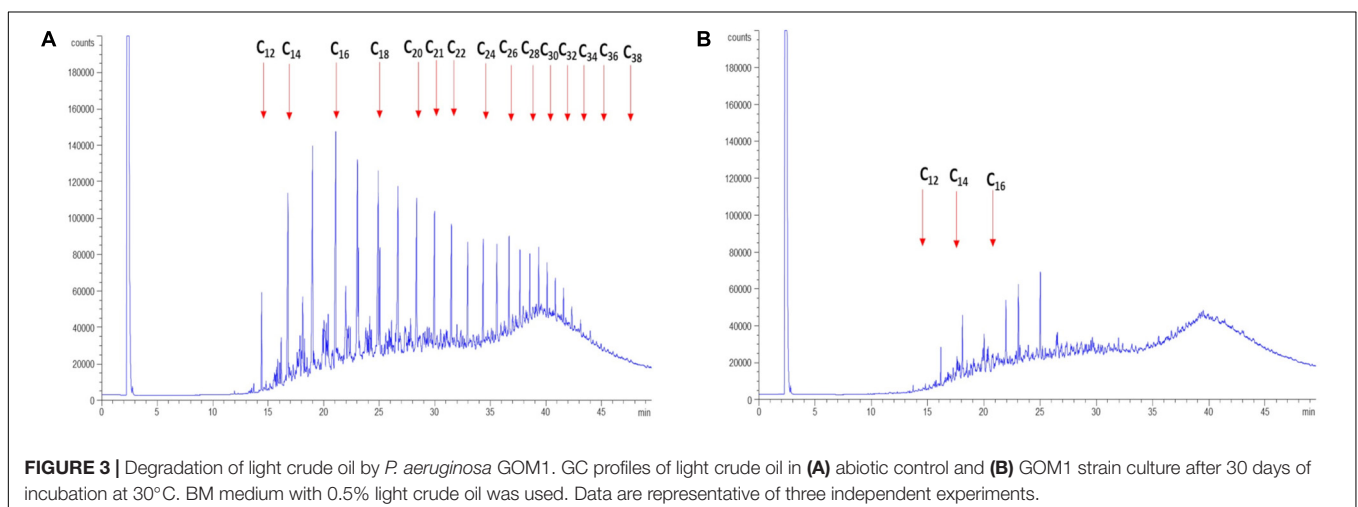 A
counts
C₁₂ C₁₄ C₁₆ C₁₈ C₂₀ C₂₁ C₂₂ C₂₄ C₂₆ C₂₈ C₃₀ C₃₂ C₃₄ C₃₆ C₃₈
180000
160000
140000
120000
100000
80000
60000
40000
20000
0
0 5 10 15 20 25 30 35 40 45 min
B
counts
180000
160000
140000
120000
100000
80000
60000
40000
20000
0
C₁₂ C₁₄ C₁₆
0 5 10 15 20 25 30 35 40 45 min
FIGURE 3 | Degradation of light crude oil by P. aeruginosa GOM1. GC profiles of light crude oil in (A) abiotic control and (B) GOM1 strain culture after 30 days of
incubation at 30°C. BM medium with 0.5% light crude oil was used. Data are representative of three independent experiments.